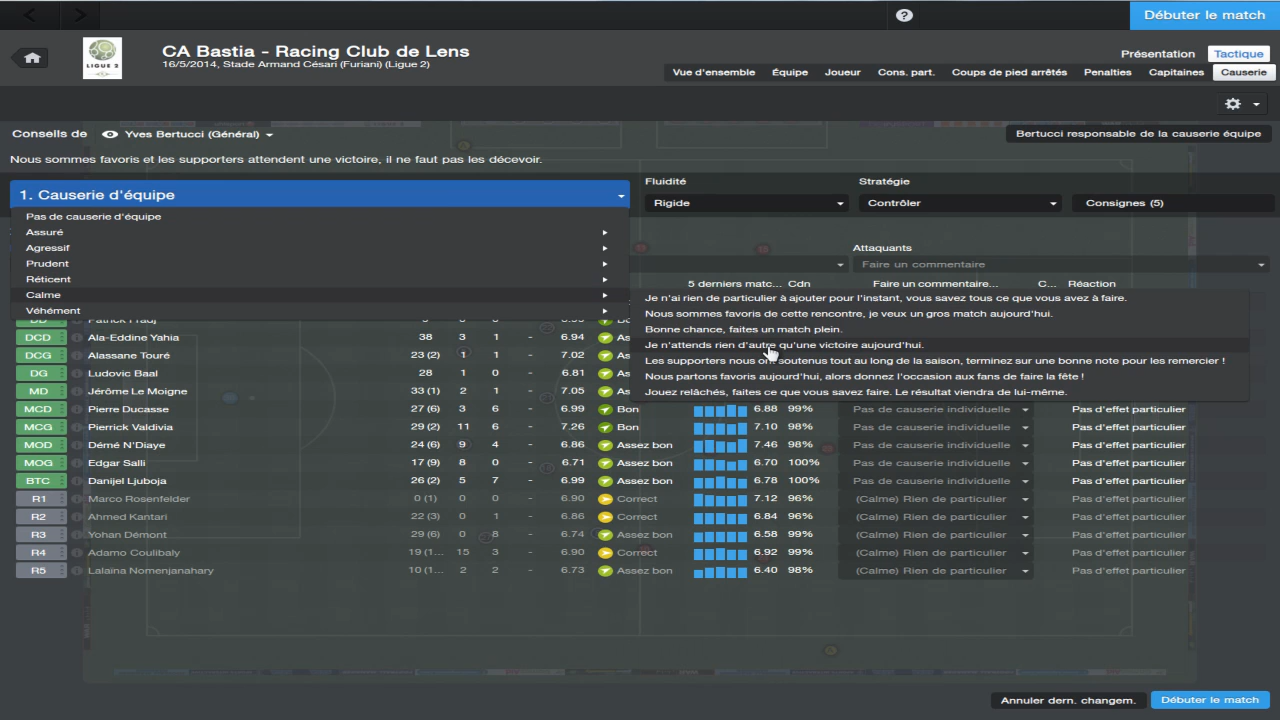 Débuter le match
CA Bastia - Racing Club de Lens
16/5/2014, Stade Armand Césari (Furiani) (Ligue 2)
LIGUE 2
Présentation Tactique
Vue d'ensemble Équipe Joueur Cons. part. Coups de pied arrêtés Penalties Capitaines Causerie
Conseils de Yves Bertucci (Général)
Bertucci responsable de la causerie équipe
Nous sommes favoris et les supporters attendent une victoire, il ne faut pas les décevoir.
1. Causerie d'équipe
Fluidité Stratégie
Rigide Contrôler Consignes (5)
Pas de causerie d'équipe
Assuré
Agressif
Prudent
Réticent
Calme
Véhément
Attaquants
Faire un commentaire
5 derniers matc... Cdn Faire un commentaire... C... Réaction
Je n'ai rien de particulier à ajouter pour l'instant, vous savez tous ce que vous avez à faire.
Nous sommes favoris de cette rencontre, je veux un gros match aujourd'hui.
Bonne chance, faites un match plein.
Je n'attends rien d'autre qu'une victoire aujourd'hui.
Les supporters nous ont soutenus tout au long de la saison, terminez sur une bonne note pour les remercier !
Nous partons favoris aujourd'hui, alors donnez l'occasion aux fans de faire la fête !
Jouez relâchés, faites ce que vous savez faire. Le résultat viendra de lui-même.
DCD Ala-Eddine Yahia 38 3 1 - 6.94 As
DCG Alassane Touré 23 (2) 1 1 - 7.02 As
DG Ludovic Baal 28 1 0 - 6.81 As
MD Jérôme Le Moigne 33 (1) 2 1 - 7.05 As
MCD Pierre Ducasse 27 (6) 3 6 - 6.99 Bon 6.88 99% Pas de causerie individuelle Pas d'effet particulier
MCG Pierrick Valdivia 29 (2) 11 6 - 7.26 Bon 7.10 98% Pas de causerie individuelle Pas d'effet particulier
MOD Démé N'Diaye 24 (6) 9 4 - 6.86 Assez bon 7.46 98% Pas de causerie individuelle Pas d'effet particulier
MOG Edgar Salli 17 (9) 8 0 - 6.71 Assez bon 6.70 100% Pas de causerie individuelle Pas d'effet particulier
BTC Danijel Ljuboja 26 (2) 5 7 - 6.99 Assez bon 6.78 100% Pas de causerie individuelle Pas d'effet particulier
R1 Marco Rosenfelder 0 (1) 0 0 - 6.90 Correct 7.12 96% (Calme) Rien de particulier Pas d'effet particulier
R2 Ahmed Kantari 22 (3) 0 1 - 6.86 Correct 6.84 96% (Calme) Rien de particulier Pas d'effet particulier
R3 Yohan Démont 29 (6) 0 8 - 6.74 Assez bon 6.58 99% (Calme) Rien de particulier Pas d'effet particulier
R4 Adamo Coulibaly 19 (1... 15 3 - 6.90 Correct 6.92 99% (Calme) Rien de particulier Pas d'effet particulier
R5 Lalaïna Nomenjanahary 10 (1... 2 2 - 6.73 Assez bon 6.40 98% (Calme) Rien de particulier Pas d'effet particulier
Annuler dern. changem. Débuter le match